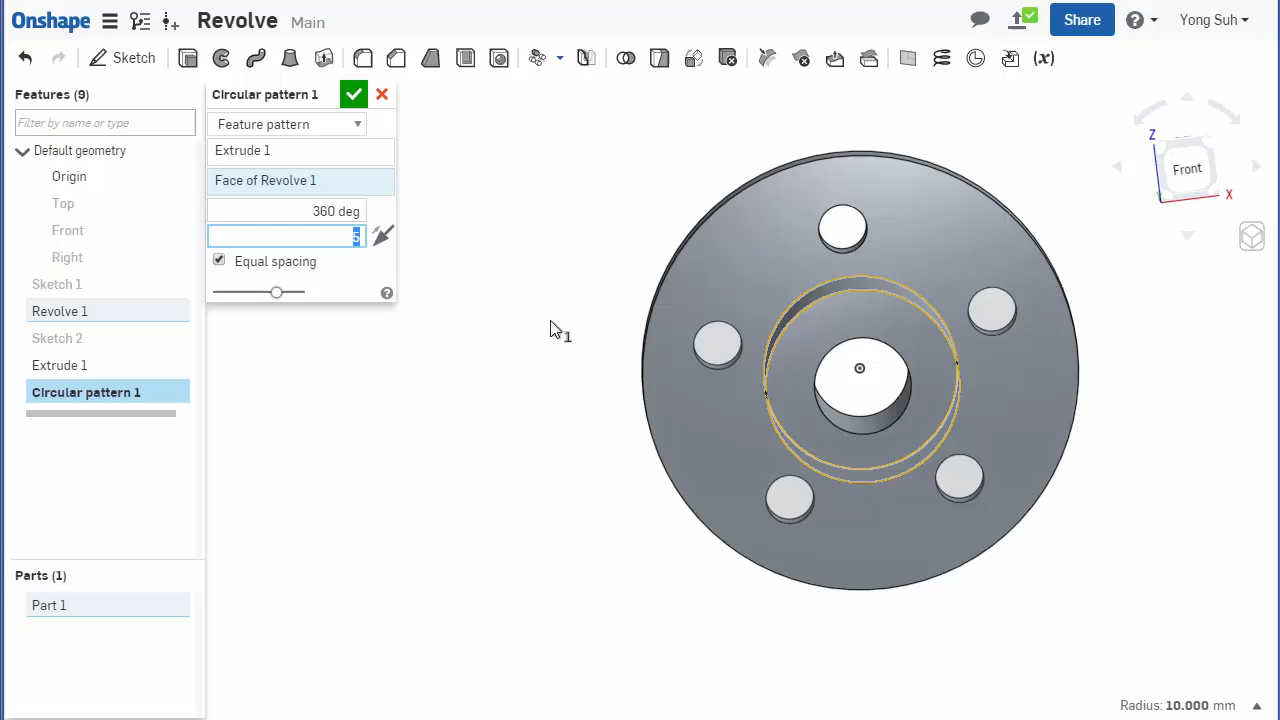 Onshape Revolve Main Share Yong Suh
Sketch (x)
Features (9)
Filter by name or type
Default geometry
Origin
Top
Front
Right
Sketch 1
Revolve 1
Sketch 2
Extrude 1
Circular pattern 1
Parts (1)
Part 1
Circular pattern 1
Feature pattern
Extrude 1
Face of Revolve 1
360 deg
5
Equal spacing
1
Z
Front
X
Radius: 10.000 mm